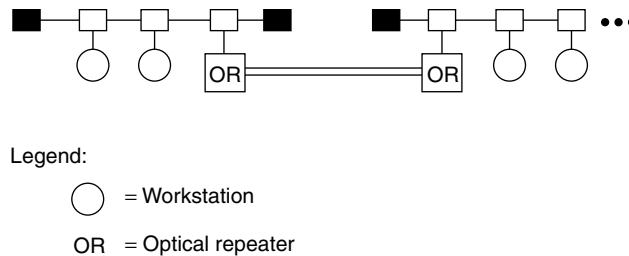 OR OR
Legend:
= Workstation
OR = Optical repeater